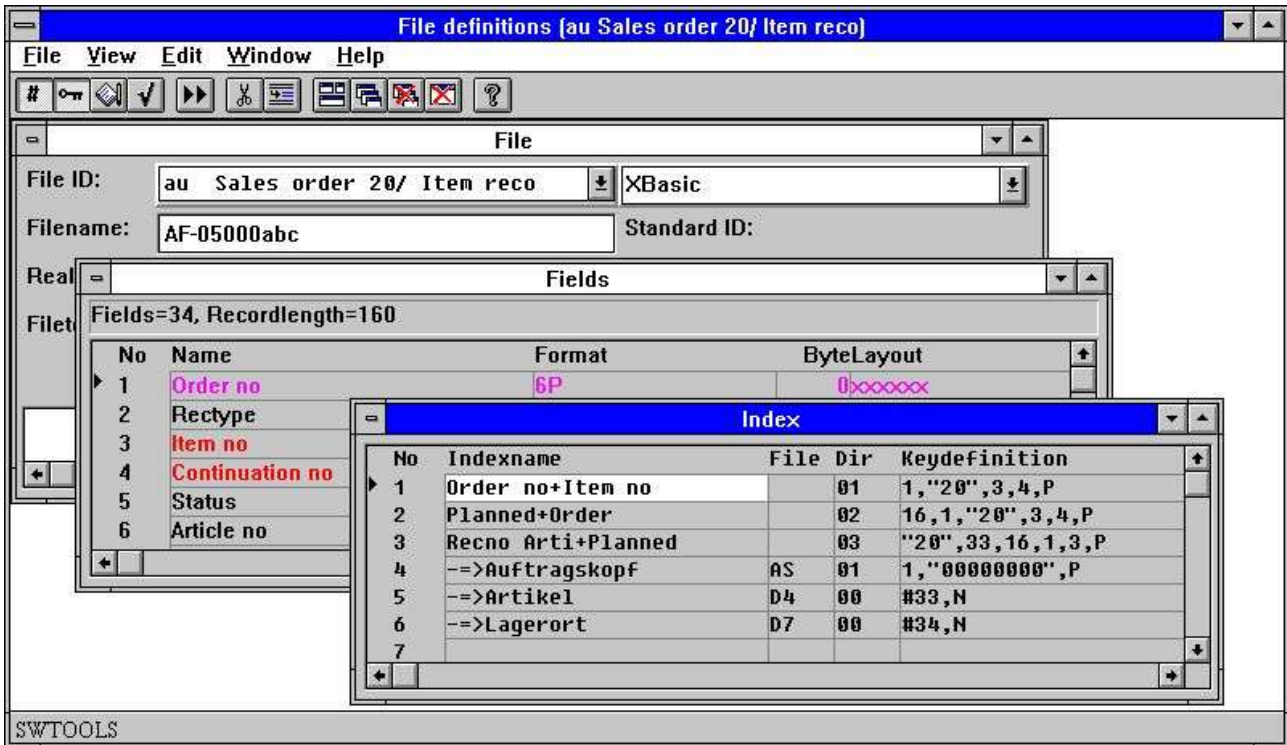 File definitions (au Sales order 20/ Item reco)
File View Edit Window Help
#
File
File ID: au Sales order 20/ Item reco XBasic
Filename: AF-05000abc Standard ID:
Real
Fields
Filet
Fields=34, Recordlength=160
No Name Format ByteLayout
1 Order no 6P 0xxxxxx
2 Rectype
3 Item no
4 Continuation no
5 Status
6 Article no
Index
No Indexname File Dir Keydefinition
1 Order no+Item no 01 1,"20",3,4,P
2 Planned+Order 02 16,1,"20",3,4,P
3 Recno Arti+Planned 03 "20",33,16,1,3,P
4 -=>Auftragskopf AS 01 1,"00000000",P
5 -=>Artikel D4 00 #33,N
6 -=>Lagerort D7 00 #34,N
7
SWTOOLS